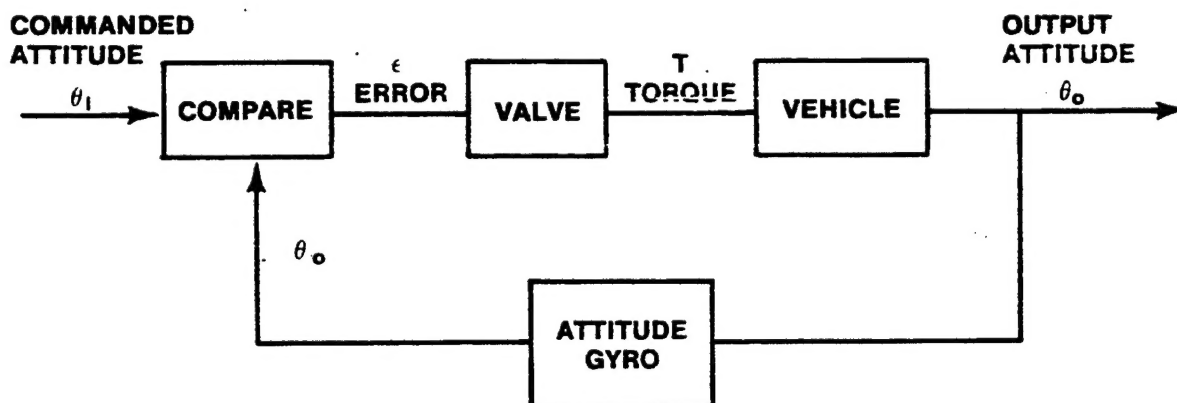 COMMANDED
ATTITUDE
θI
COMPARE
ϵ
ERROR
VALVE
T
TORQUE
VEHICLE
OUTPUT
ATTITUDE
θo
θo
ATTITUDE
GYRO